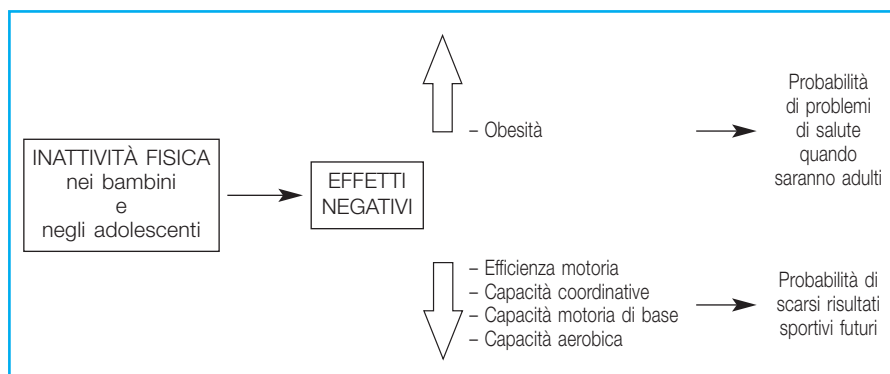 INATTIVITÀ FISICA
nei bambini
e
negli adolescenti
EFFETTI
NEGATIVI
– Obesità
Probabilità
di problemi
di salute
quando
saranno adulti
– Efficienza motoria
– Capacità coordinative
– Capacità motoria di base
– Capacità aerobica
Probabilità di
scarsi risultati
sportivi futuri